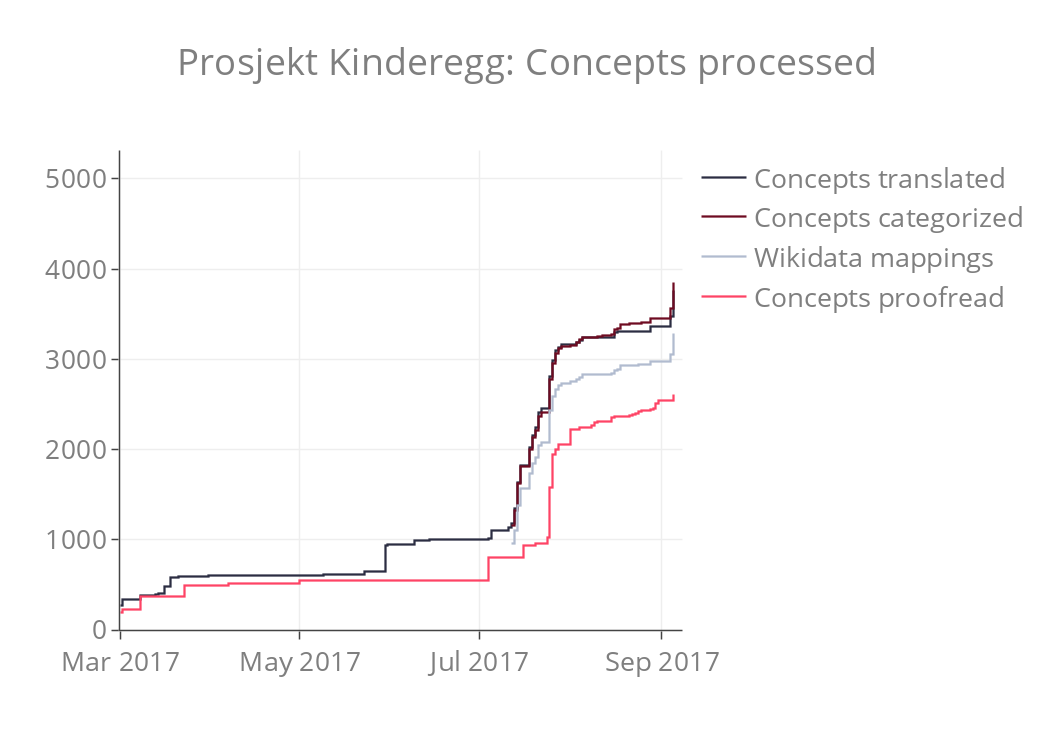 Prosjekt Kinderegg: Concepts processed
5000
4000
3000
2000
1000
0
Mar 2017
May 2017
Jul 2017
Sep 2017
Concepts translated
Concepts categorized
Wikidata mappings
Concepts proofread